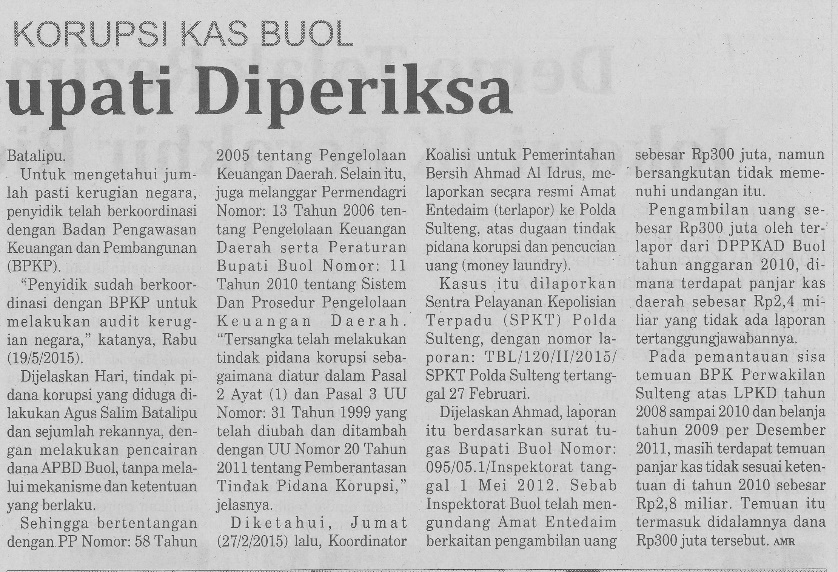 KORUPSI KAS BUOL
upati Diperiksa
Batalipu.
Untuk mengetahui jum-
lah pasti kerugian negara,
penyidik telah berkoordinasi
dengan Badan Pengawasan
Keuangan dan Pembangunan
(BPKP).
"Penyidik sudah berkoor-
dinasi dengan BPKP untuk
melakukan audit kerug-
ian negara," katanya, Rabu
(19/5/2015).
Dijelaskan Hari, tindak pi-
dana korupsi yang diduga di-
lakukan Agus Salim Batalipu
dan sejumlah rekannya, den-
gan melakukan pencairan
dana APBD Buol, tanpa mela-
lui mekanisme dan ketentuan
yang berlaku.
Sehingga bertentangan
dengan PP Nomor: 58 Tahun
2005 tentang Pengelolaan
Keuangan Daerah. Selain itu,
juga melanggar Permendagri
Nomor: 13 Tahun 2006 ten-
tang Pengelolaan Keuangan
Daerah serta Peraturan
Bupati Buol Nomor: 11
Tahun 2010 tentang Sistem
Dan Prosedur Pengelolaan
Keuangan Daerah.
"Tersangka telah melakukan
tindak pidana korupsi seba-
gaimana diatur dalam Pasal
2 Ayat (1) dan Pasal 3 UU
Nomor: 31 Tahun 1999 yang
telah diubah dan ditambah
dengan UU Nomor 20 Tahun
2011 tentang Pemberantasan
Tindak Pidana Korupsi,"
jelasnya.
Diketahui, Jumat
(27/2/2015) lalu, Koordinator
Koalisi untuk Pemerintahan
Bersih Ahmad Al Idrus, me-
laporkan secara resmi Amat
Entedaim (terlapor) ke Polda
Sulteng, atas dugaan tindak
pidana korupsi dan pencucian
uang (money laundry).
Kasus itu dilaporkan
Sentra Pelayanan Kepolisian
Terpadu (SPKT) Polda
Sulteng, dengan nomor la-
poran: TBL/120/II/2015/
SPKT Polda Sulteng tertang-
gal 27 Februari.
Dijelaskan Ahmad, laporan
itu berdasarkan surat tu-
gas Bupati Buol Nomor:
095/05.1/Inspektorat tang-
gal 1 Mei 2012. Sebab
Inspektorat Buol telah men-
gundang Amat Entedaim
berkaitan pengambilan uang
sebesar Rp300 juta, namun
bersangkutan tidak meme-
nuhi undangan itu.
Pengambilan uang se-
besar Rp300 juta oleh ter-
lapor dari DPPKAD Buol
tahun anggaran 2010, di-
mana terdapat panjar kas
daerah sebesar Rp2,4 mi-
liar yang tidak ada laporan
tertanggungjawabannya.
Pada pemantauan sisa
temuan BPK Perwakilan
Sulteng atas LPKD tahun
2008 sampai 2010 dan belanja
tahun 2009 per Desember
2011, masih terdapat temuan
panjar kas tidak sesuai keten-
tuan di tahun 2010 sebesar
Rp2,8 miliar. Temuan itu
termasuk didalamnya dana
Rp300 juta tersebut. AMR